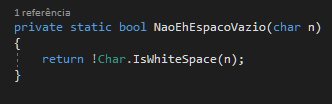 1 referência
private static bool NaoEhEspacoVazio(char n)
{
return !Char.IsWhiteSpace(n);
}